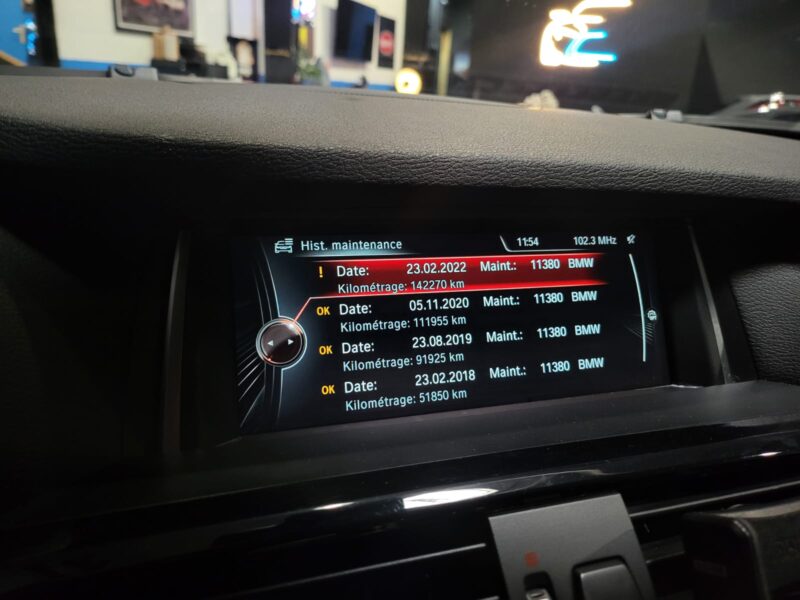 Hist. maintenance 11:54 102.3 MHz
! Date: 23.02.2022 Maint.: 11380 BMW
Kilométrage: 142270 km
OK Date: 05.11.2020 Maint.: 11380 BMW
Kilométrage: 111955 km
OK Date: 23.08.2019 Maint.: 11380 BMW
Kilométrage: 91925 km
OK Date: 23.02.2018 Maint.: 11380 BMW
Kilométrage: 51850 km